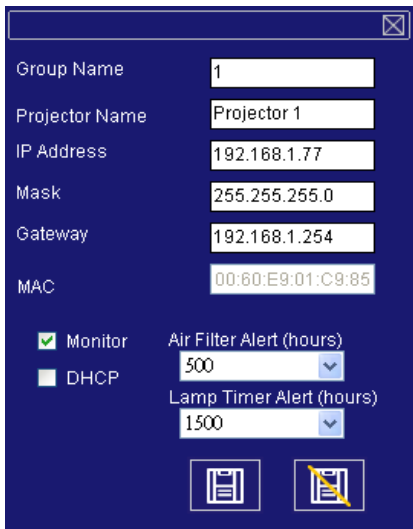 Group Name 1
Projector Name Projector 1
IP Address 192.168.1.77
Mask 255.255.255.0
Gateway 192.168.1.254
MAC 00:60:E9:01:C9:85
Monitor Air Filter Alert (hours)
500
DHCP
Lamp Timer Alert (hours)
1500